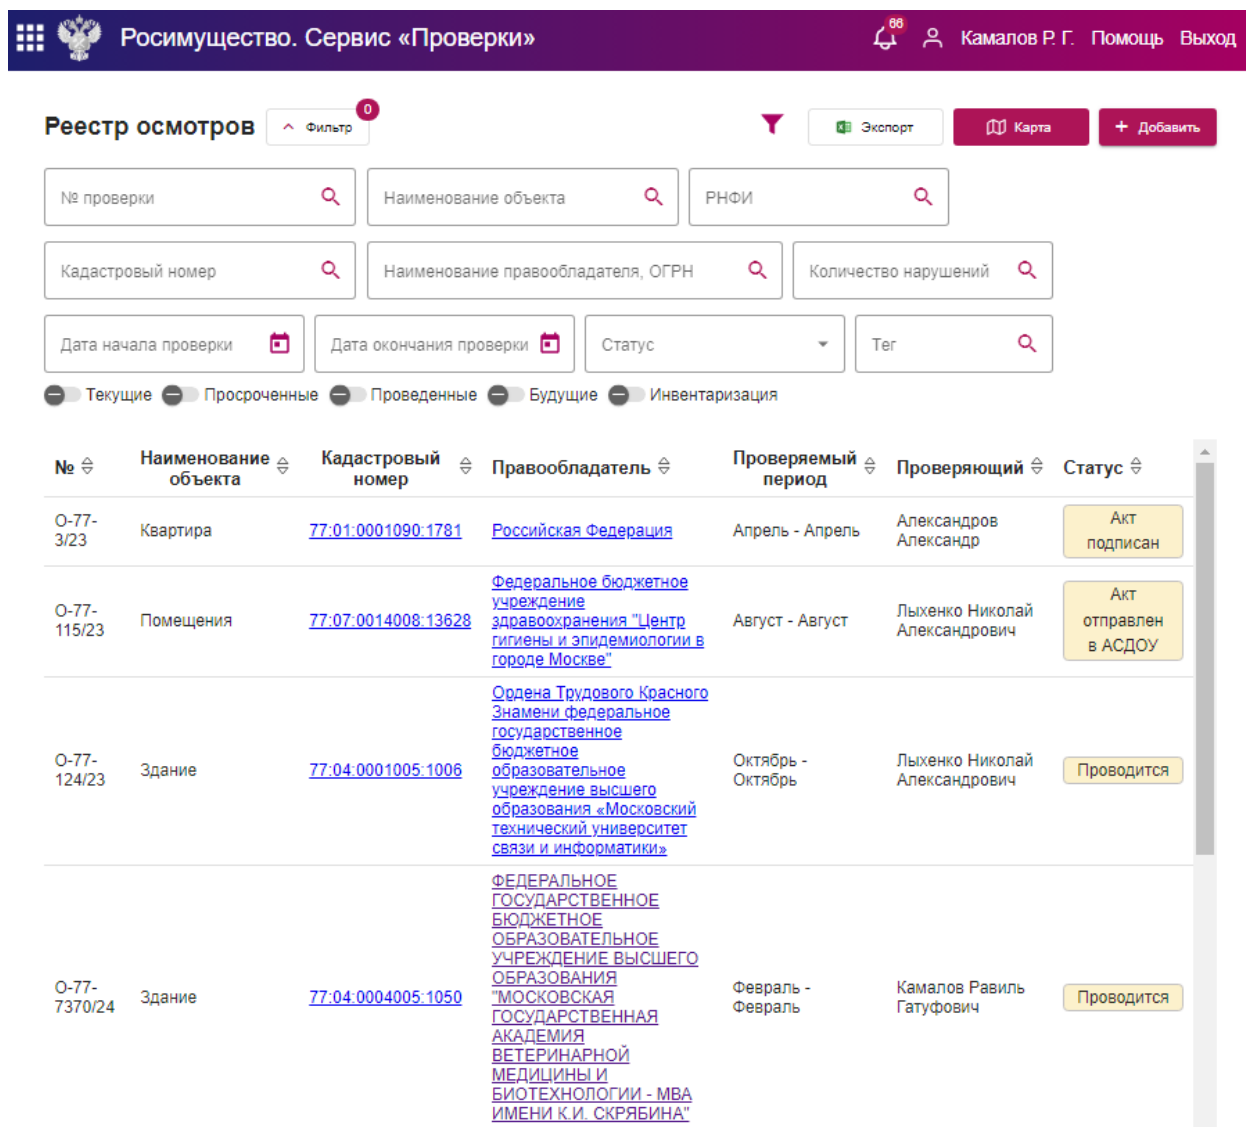 Росимущество. Сервис «Проверки»
66
Камалов Р. Г. Помощь Выход
Реестр осмотров
Фильтр
0
Экспорт
Карта
+ Добавить
№ проверки
Наименование объекта
РНФИ
Кадастровый номер
Наименование правообладателя, ОГРН
Количество нарушений
Дата начала проверки
Дата окончания проверки
Статус
Тег
Текущие
Просроченные
Проведенные
Будущие
Инвентаризация
№
Наименование
объекта
Кадастровый
номер
Правообладатель
Проверяемый
период
Проверяющий
Статус
О-77-
3/23
Квартира
77:01:0001090:1781
Российская Федерация
Апрель - Апрель
Александров
Александр
Акт
подписан
О-77-
115/23
Помещения
77:07:0014008:13628
Федеральное бюджетное
учреждение
здравоохранения "Центр
гигиены и эпидемиологии в
городе Москве"
Август - Август
Лыхенко Николай
Александрович
Акт
отправлен
в АСДОУ
О-77-
124/23
Здание
77:04:0001005:1006
Ордена Трудового Красного
Знамени федеральное
государственное
бюджетное
образовательное
учреждение высшего
образования «Московский
технический университет
связи и информатики»
Октябрь -
Октябрь
Лыхенко Николай
Александрович
Проводится
О-77-
7370/24
Здание
77:04:0004005:1050
ФЕДЕРАЛЬНОЕ
ГОСУДАРСТВЕННОЕ
БЮДЖЕТНОЕ
ОБРАЗОВАТЕЛЬНОЕ
УЧРЕЖДЕНИЕ ВЫСШЕГО
ОБРАЗОВАНИЯ
"МОСКОВСКАЯ
ГОСУДАРСТВЕННАЯ
АКАДЕМИЯ
ВЕТЕРИНАРНОЙ
МЕДИЦИНЫ И
БИОТЕХНОЛОГИИ - МВА
ИМЕНИ К.И. СКРЯБИНА"
Февраль -
Февраль
Камалов Равиль
Гатуфович
Проводится